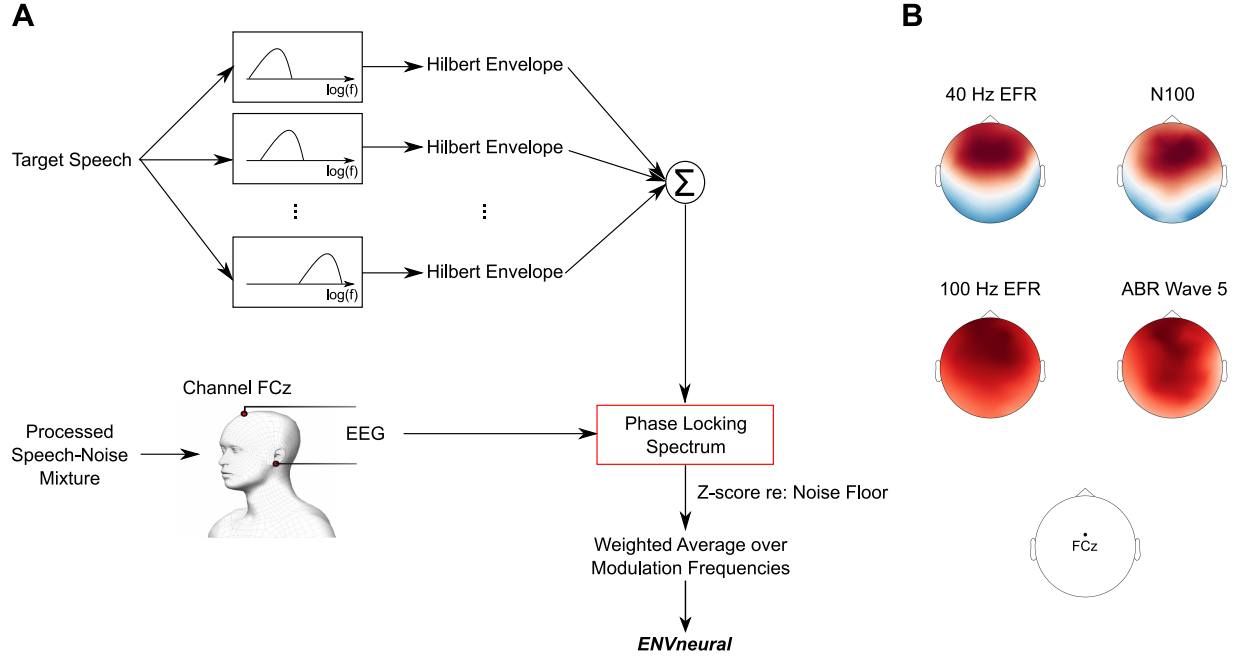 A
Target Speech
log(f)
Hilbert Envelope
log(f)
Hilbert Envelope
log(f)
Hilbert Envelope
Σ
Channel FCz
Processed
Speech-Noise
Mixture
EEG
Phase Locking
Spectrum
Z-score re: Noise Floor
Weighted Average over
Modulation Frequencies
ENVneural
B
40 Hz EFR
N100
100 Hz EFR
ABR Wave 5
FCz